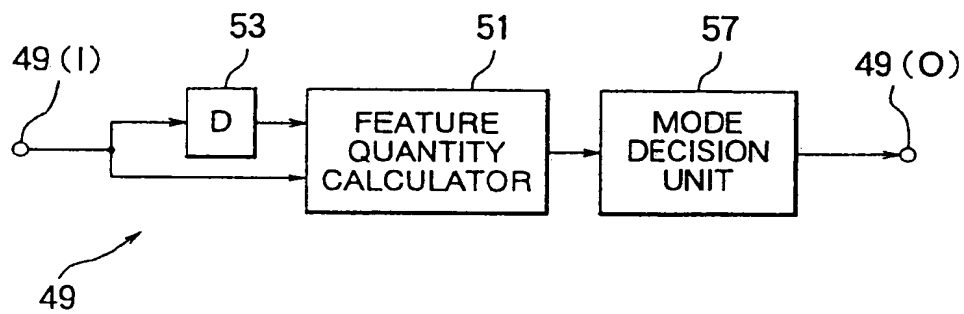 53
51
57
49 (I)
49 (O)
D
FEATURE
QUANTITY
CALCULATOR
MODE
DECISION
UNIT
49